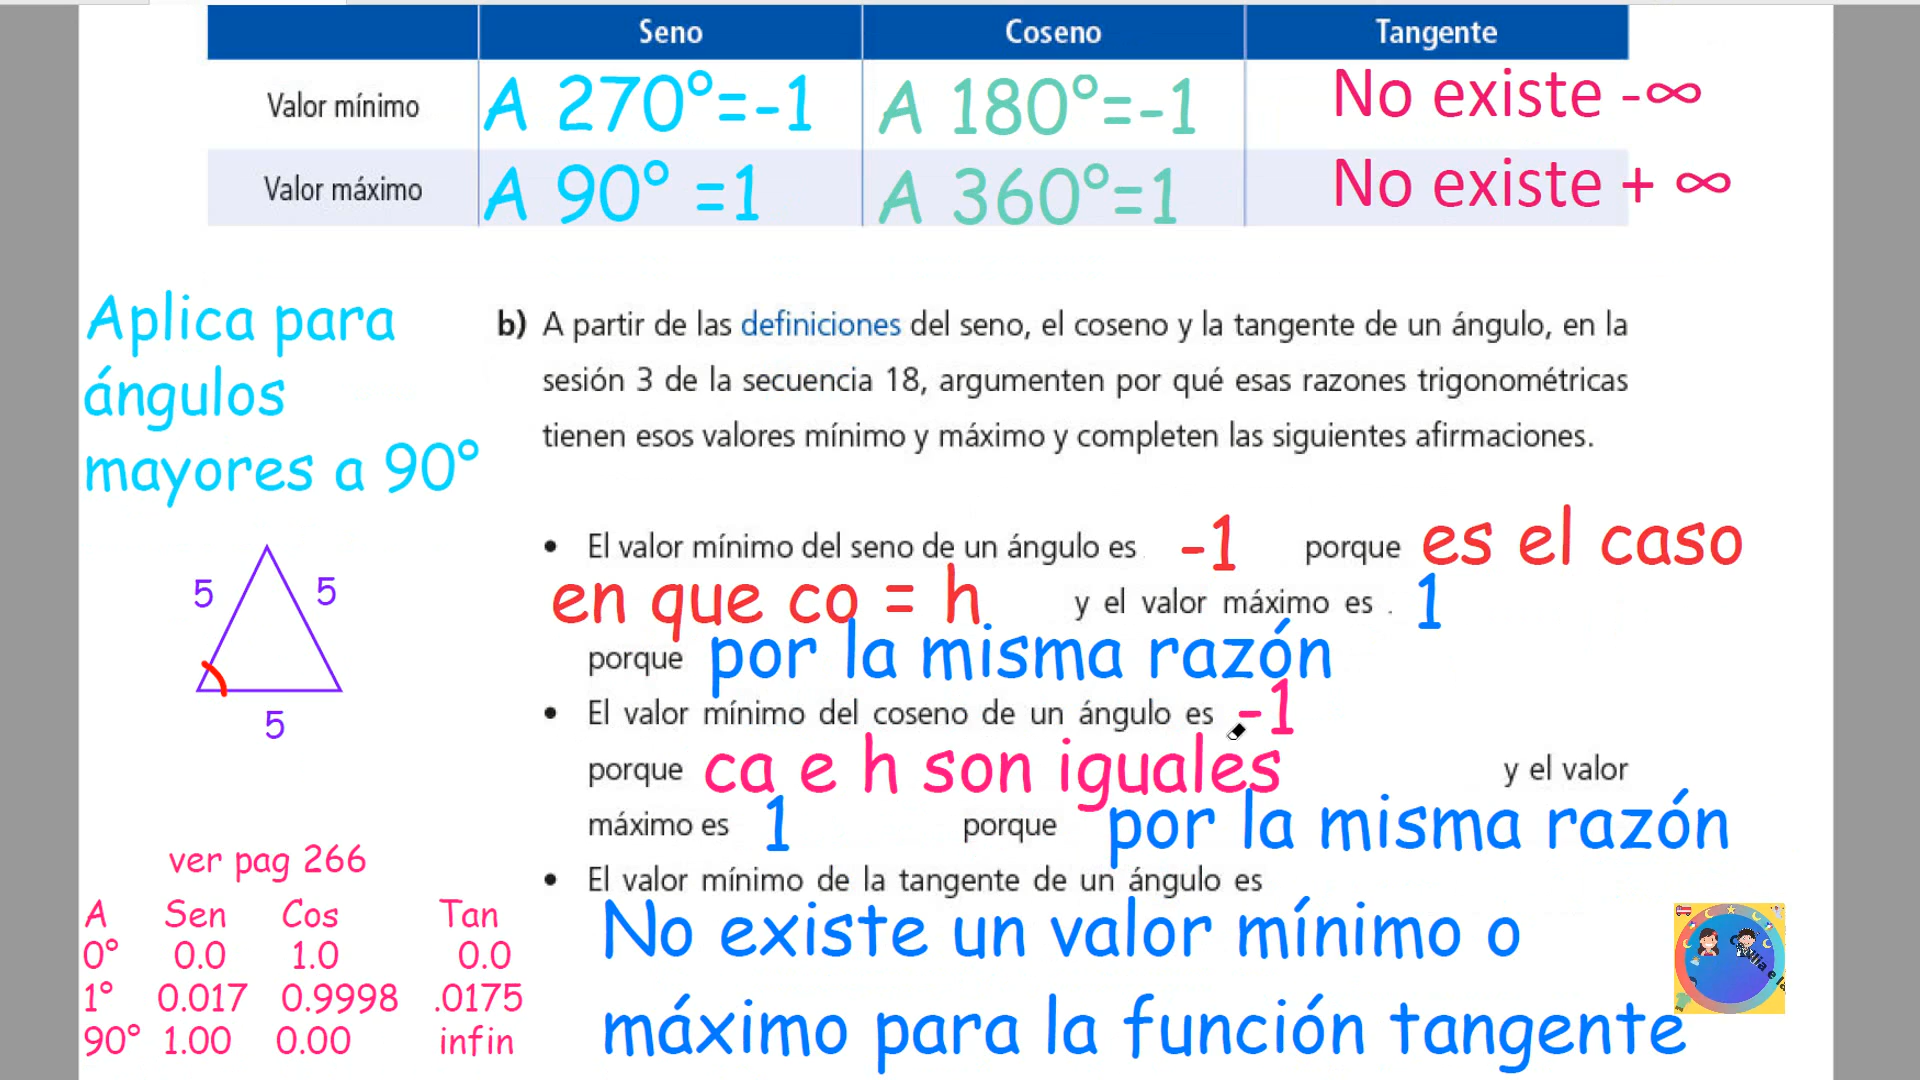 Seno Coseno Tangente
Valor mínimo A 270°=-1 A 180°=-1 No existe -∞
Valor máximo A 90° =1 A 360°=1 No existe + ∞
Aplica para
ángulos
mayores a 90°
5 5
5
b) A partir de las definiciones del seno, el coseno y la tangente de un ángulo, en la
sesión 3 de la secuencia 18, argumenten por qué esas razones trigonométricas
tienen esos valores mínimo y máximo y completen las siguientes afirmaciones.
• El valor mínimo del seno de un ángulo es -1 porque es el caso
en que co = h y el valor máximo es . 1
porque por la misma razón
• El valor mínimo del coseno de un ángulo es -1
porque ca e h son iguales y el valor
máximo es 1 porque por la misma razón
• El valor mínimo de la tangente de un ángulo es
No existe un valor mínimo o
máximo para la función tangente
ver pag 266
A Sen Cos Tan
0° 0.0 1.0 0.0
1° 0.017 0.9998 .0175
90° 1.00 0.00 infin